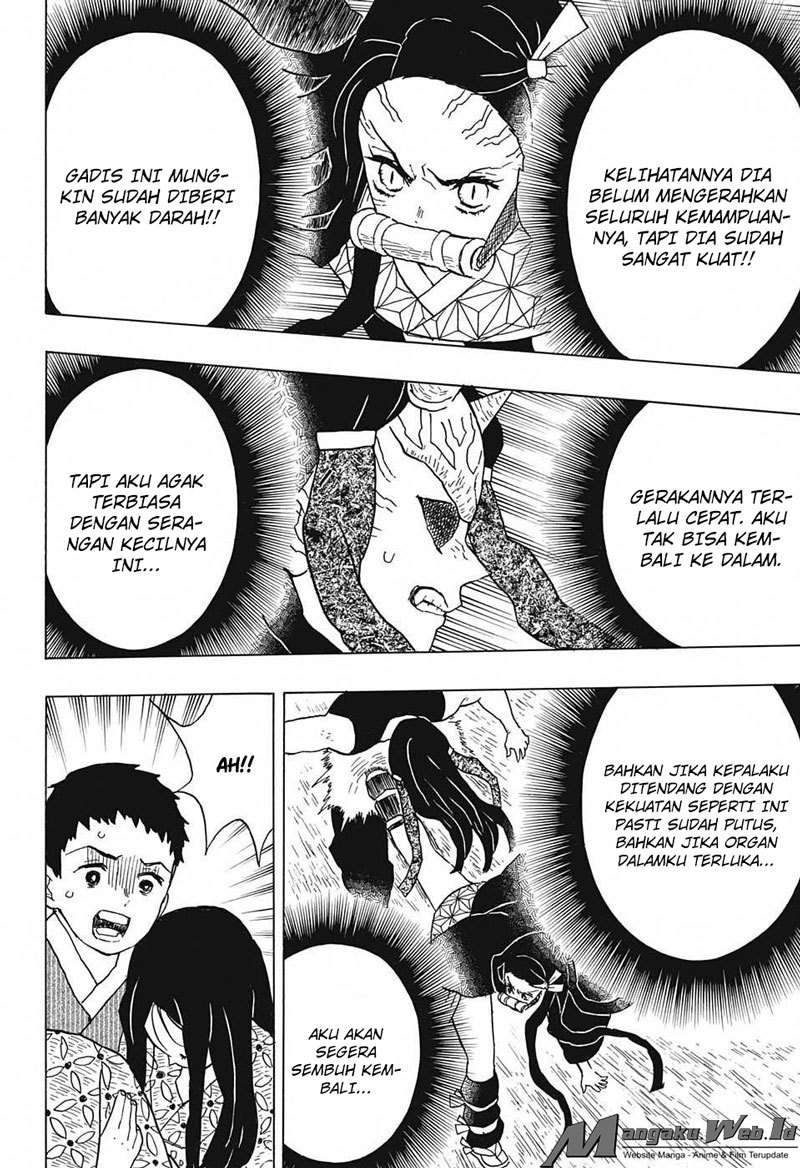 KELIHATANNYA DIA
BELUM MENGERAHKAN
SELURUH KEMAMPUAN-
NYA, TAPI DIA SUDAH
SANGAT KUAT!!
GADIS INI MUNG-
KIN SUDAH DIBERI
BANYAK DARAH!!
GERAKANNYA TER-
LALU CEPAT. AKU
TAK BISA KEM-
BALI KE DALAM.
TAPI AKU AGAK
TERBIASA
DENGAN SERA-
NGAN KECILNYA
INI...
BAHKAN JIKA KEPALAKU
DITENDANG DENGAN
KEKUATAN SEPERTI INI
PASTI SUDAH PUTUS,
BAHKAN JIKA ORGAN
DALAMKU TERLUKA...
AKU AKAN
SEGERA
SEMBUH KEM-
BALI...
AH!!
Mangaku Web.Id
Website Manga - Anime & Film Terupdate